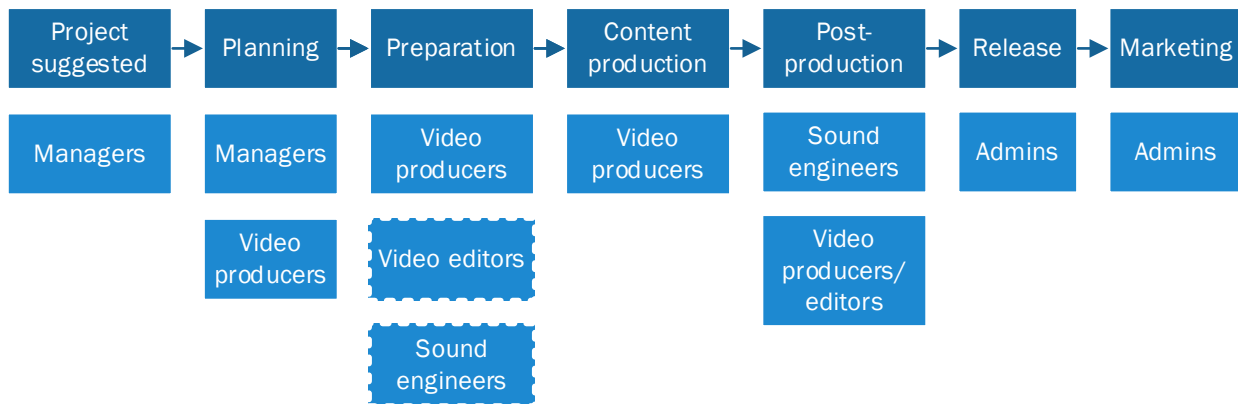 Project
suggested
Planning
Preparation
Content
production
Post-
production
Release
Marketing
Managers
Managers
Video
producers
Video
producers
Sound
engineers
Admins
Admins
Video
producers
Video editors
Video
producers/
editors
Sound
engineers